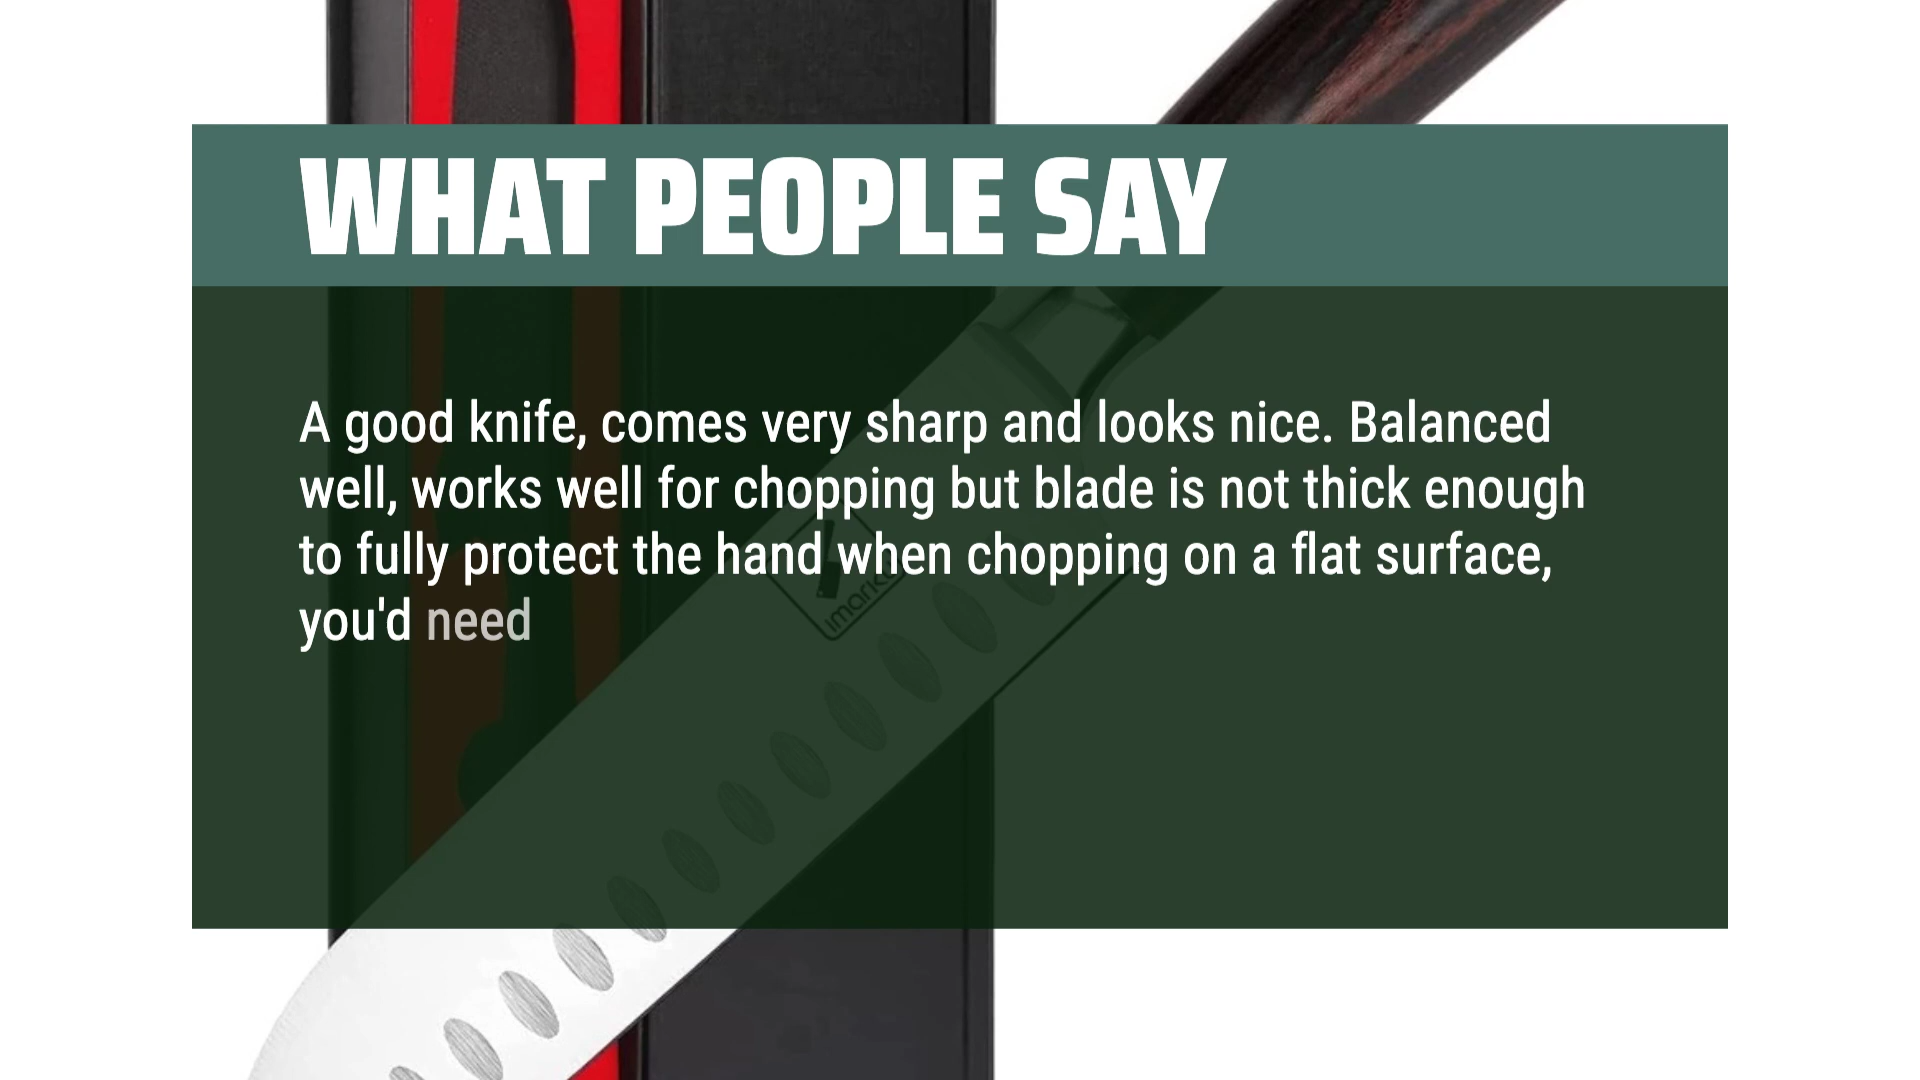 WHAT PEOPLE SAY
A good knife, comes very sharp and looks nice. Balanced
well, works well for chopping but blade is not thick enough
to fully protect the hand when chopping on a flat surface,
you'd need
imarku